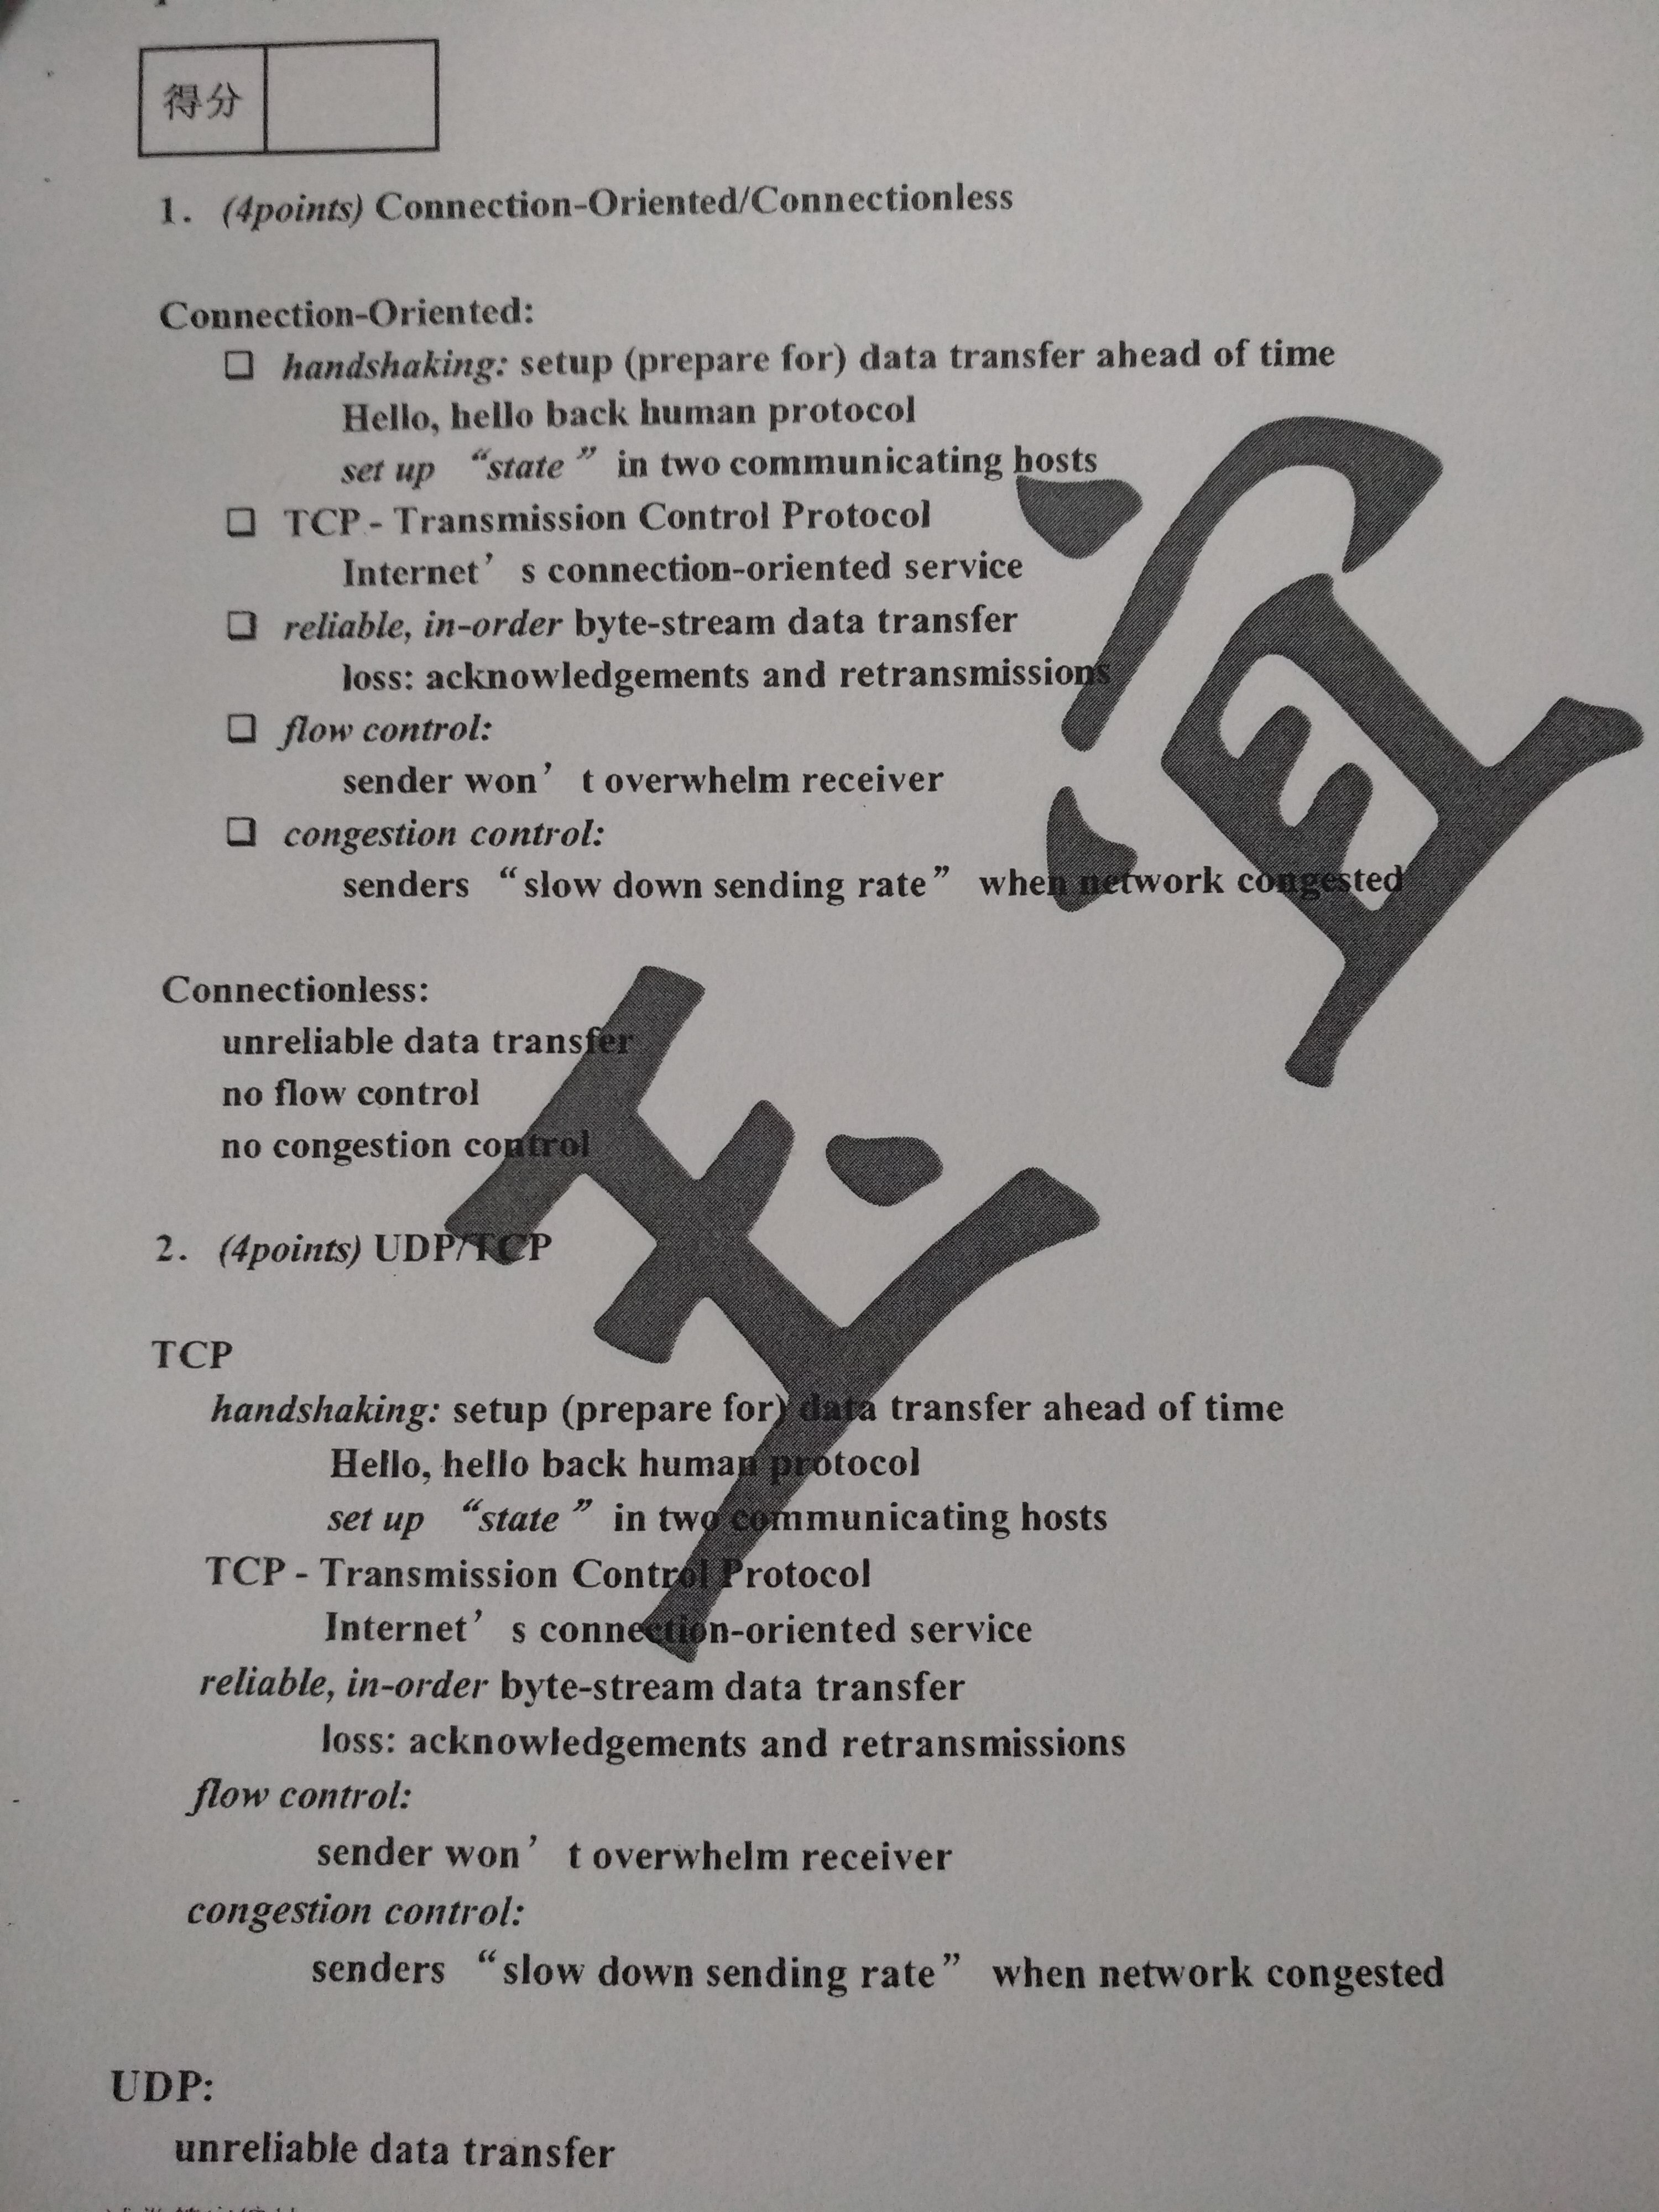 得分
1. (4points) Connection-Oriented/Connectionless
Connection-Oriented:
❑ handshaking: setup (prepare for) data transfer ahead of time
Hello, hello back human protocol
set up “state” in two communicating hosts
❑ TCP - Transmission Control Protocol
Internet’s connection-oriented service
❑ reliable, in-order byte-stream data transfer
loss: acknowledgements and retransmissions
❑ flow control:
sender won’t overwhelm receiver
❑ congestion control:
senders “slow down sending rate” when network congested
Connectionless:
unreliable data transfer
no flow control
no congestion control
2. (4points) UDP/TCP
TCP
handshaking: setup (prepare for) data transfer ahead of time
Hello, hello back human protocol
set up “state” in two communicating hosts
TCP - Transmission Control Protocol
Internet’s connection-oriented service
reliable, in-order byte-stream data transfer
loss: acknowledgements and retransmissions
flow control:
sender won’t overwhelm receiver
congestion control:
senders “slow down sending rate” when network congested
UDP:
unreliable data transfer